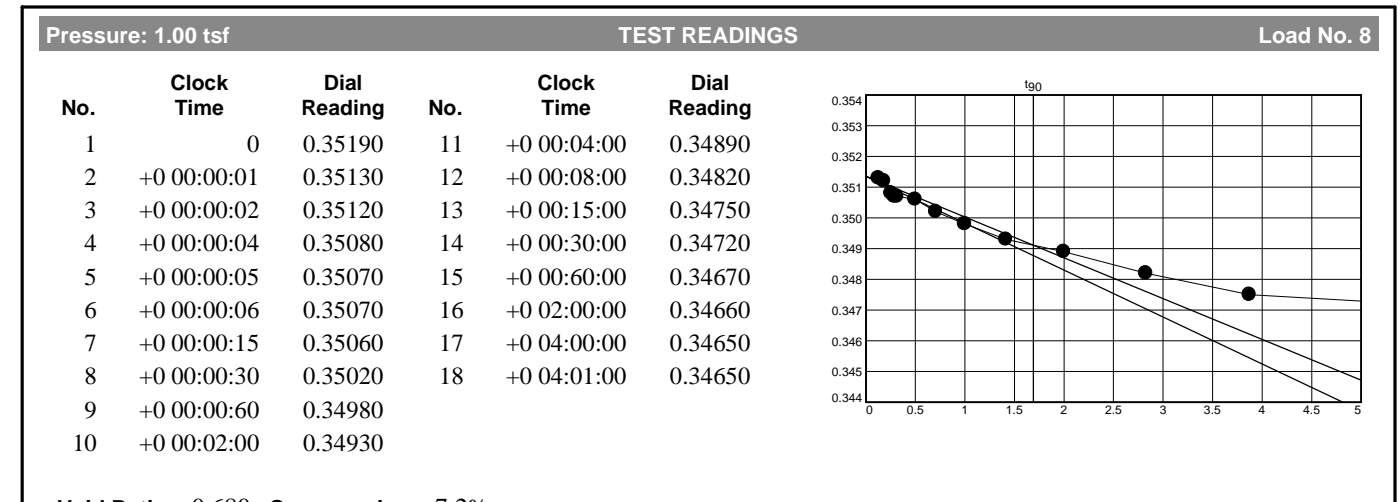 Pressure: 1.00 tsf TEST READINGS Load No. 8
No. Clock Time Dial Reading No. Clock Time Dial Reading
1 0 0.35190 11 +0 00:04:00 0.34890
2 +0 00:00:01 0.35130 12 +0 00:08:00 0.34820
3 +0 00:00:02 0.35120 13 +0 00:15:00 0.34750
4 +0 00:00:04 0.35080 14 +0 00:30:00 0.34720
5 +0 00:00:05 0.35070 15 +0 00:60:00 0.34670
6 +0 00:00:06 0.35070 16 +0 02:00:00 0.34660
7 +0 00:00:15 0.35060 17 +0 04:00:00 0.34650
8 +0 00:00:30 0.35020 18 +0 04:01:00 0.34650
9 +0 00:00:60 0.34980
10 +0 00:02:00 0.34930
t90
0.354
0.353
0.352
0.351
0.350
0.349
0.348
0.347
0.346
0.345
0.344
0 0.5 1 1.5 2 2.5 3 3.5 4 4.5 5